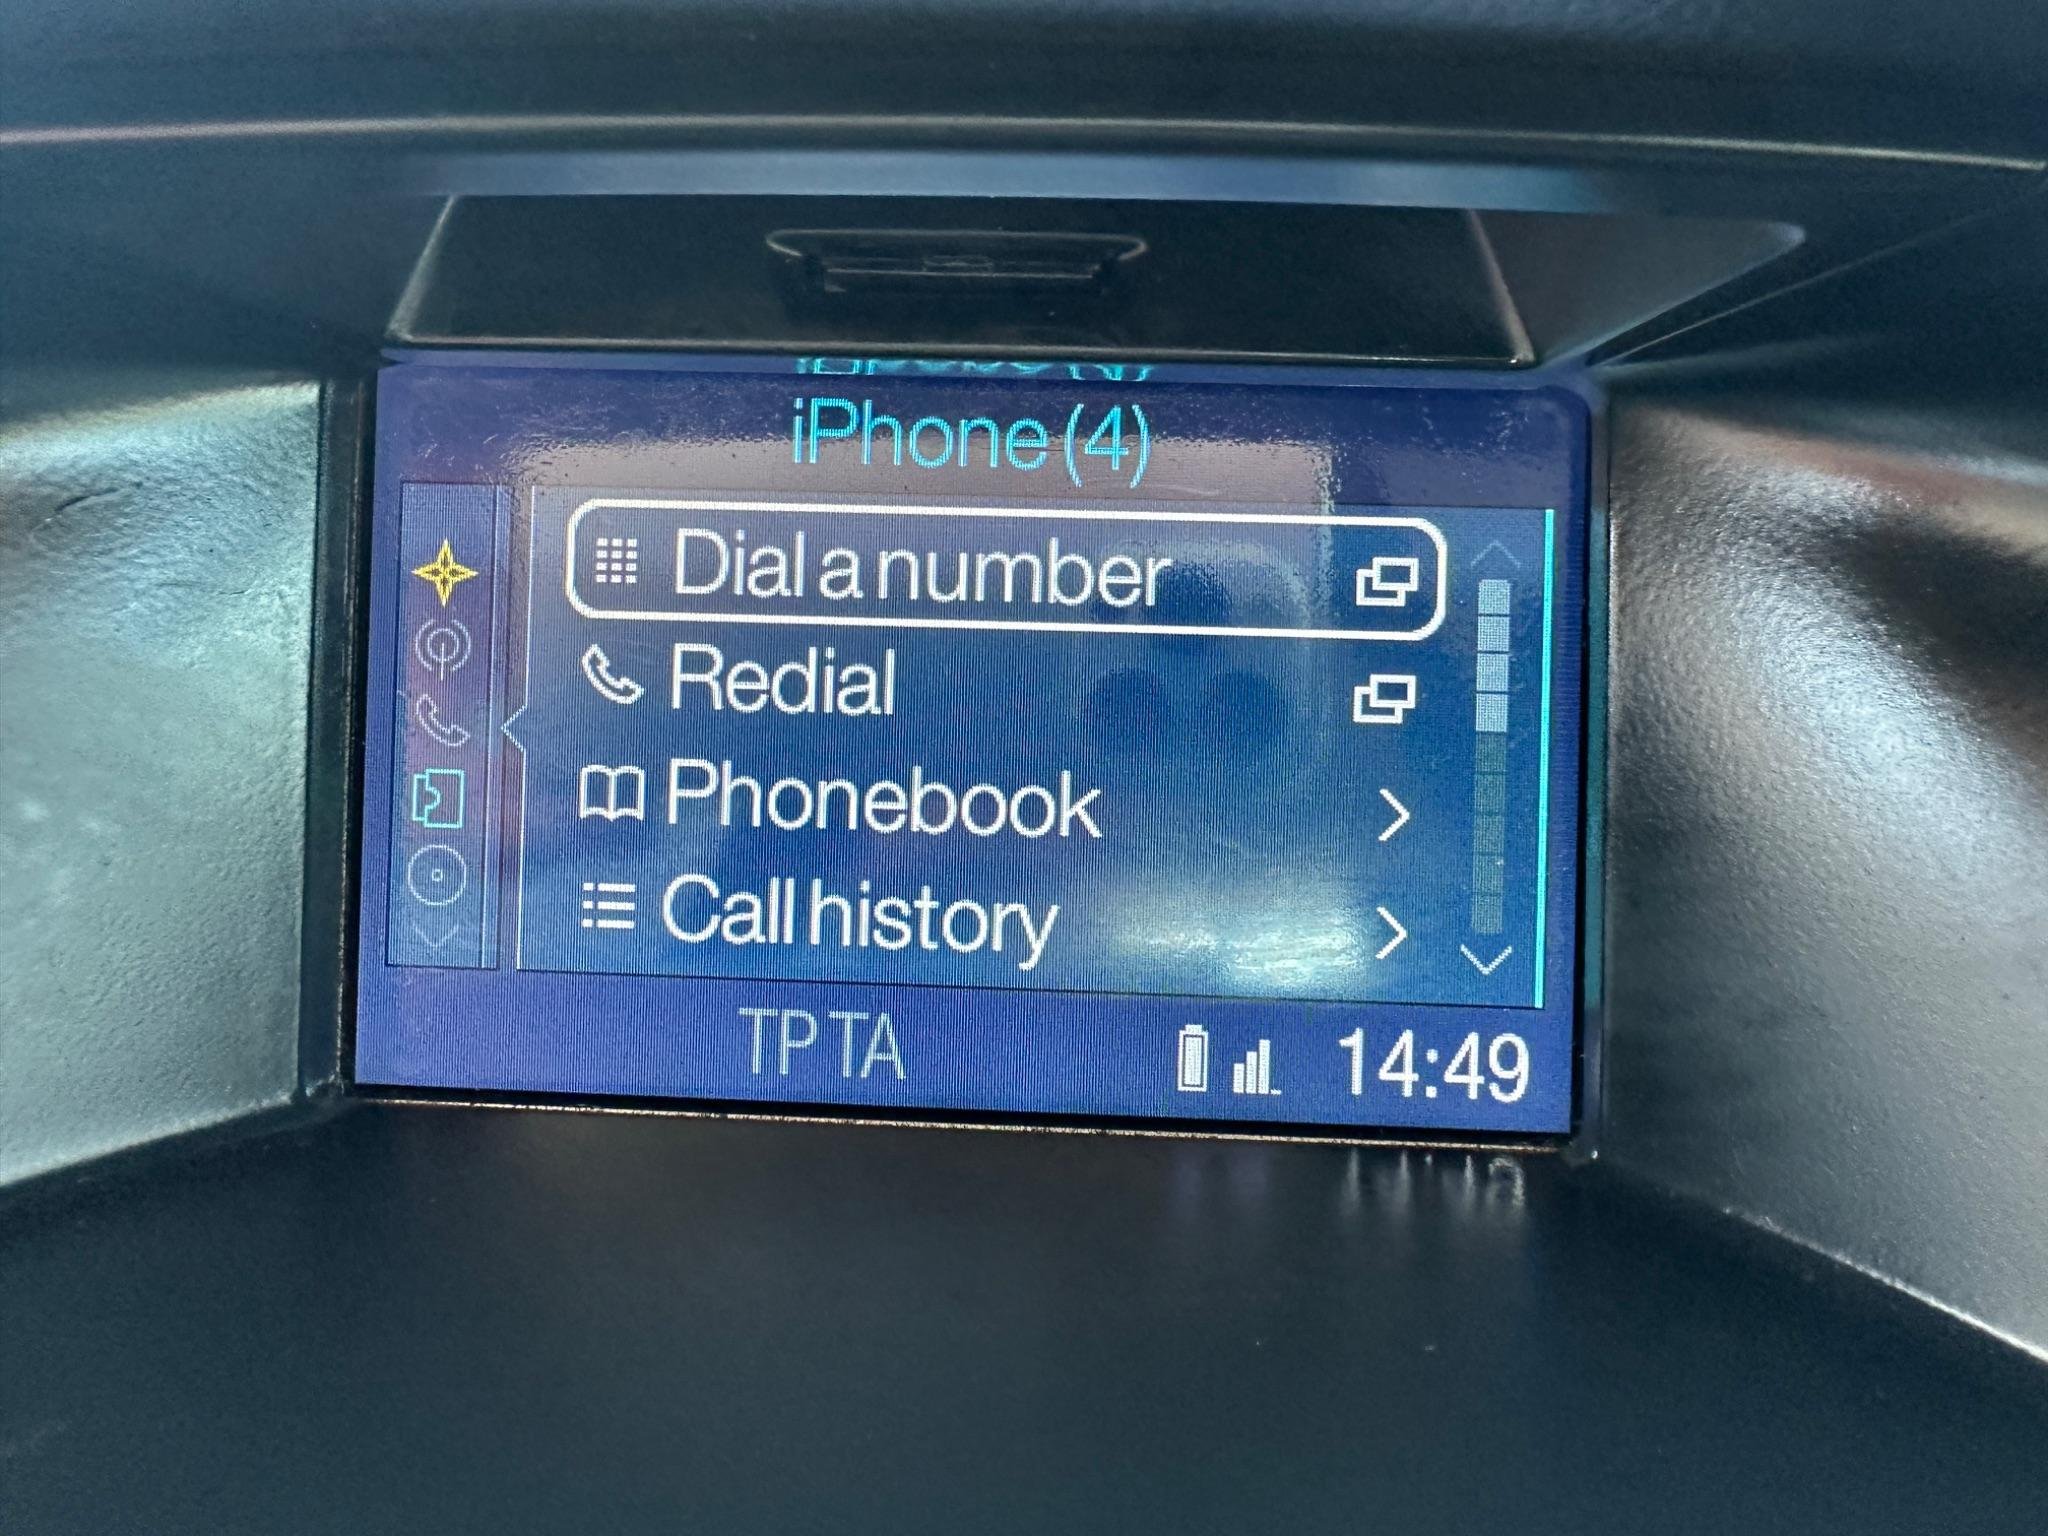 iPhone (4)
Dial a number
Redial
Phonebook
Call history
TP TA
14:49